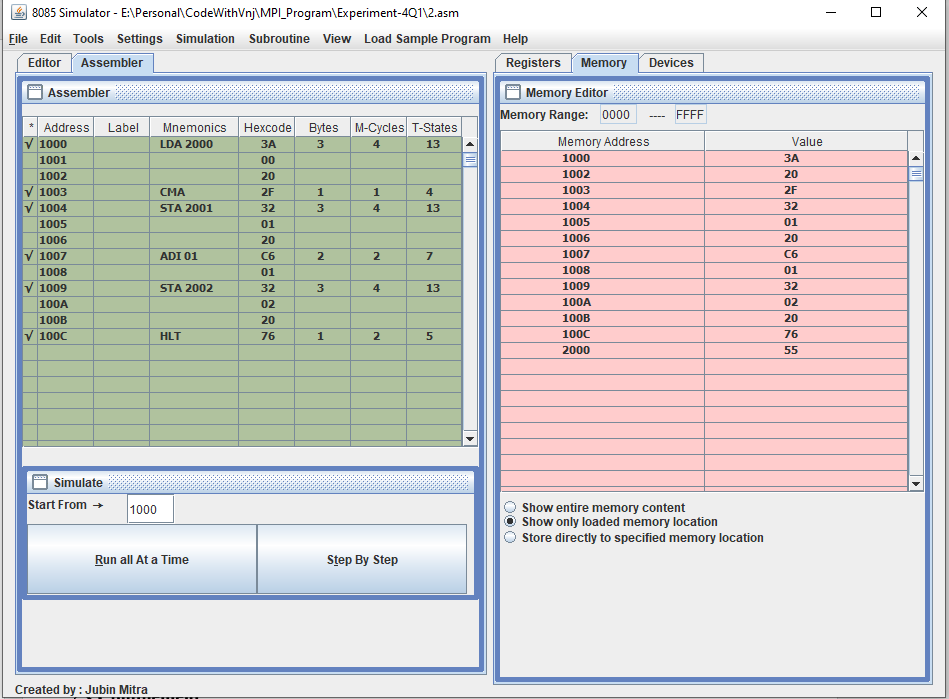 8085 Simulator - E:\Personal\CodeWithVnj\MPI_Program\Experiment-4Q1\2.asm
File Edit Tools Settings Simulation Subroutine View Load Sample Program Help
Editor Assembler
Assembler
* Address Label Mnemonics Hexcode Bytes M-Cycles T-States
√ 1000 LDA 2000 3A 3 4 13
1001 00
1002 20
√ 1003 CMA 2F 1 1 4
√ 1004 STA 2001 32 3 4 13
1005 01
1006 20
√ 1007 ADI 01 C6 2 2 7
1008 01
√ 1009 STA 2002 32 3 4 13
100A 02
100B 20
√ 100C HLT 76 1 2 5
Simulate
Start From → 1000
Run all At a Time Step By Step
Registers Memory Devices
Memory Editor
Memory Range: 0000 ---- FFFF
Memory Address Value
1000 3A
1002 20
1003 2F
1004 32
1005 01
1006 20
1007 C6
1008 01
1009 32
100A 02
100B 20
100C 76
2000 55
Show entire memory content
Show only loaded memory location
Store directly to specified memory location
Created by : Jubin Mitra